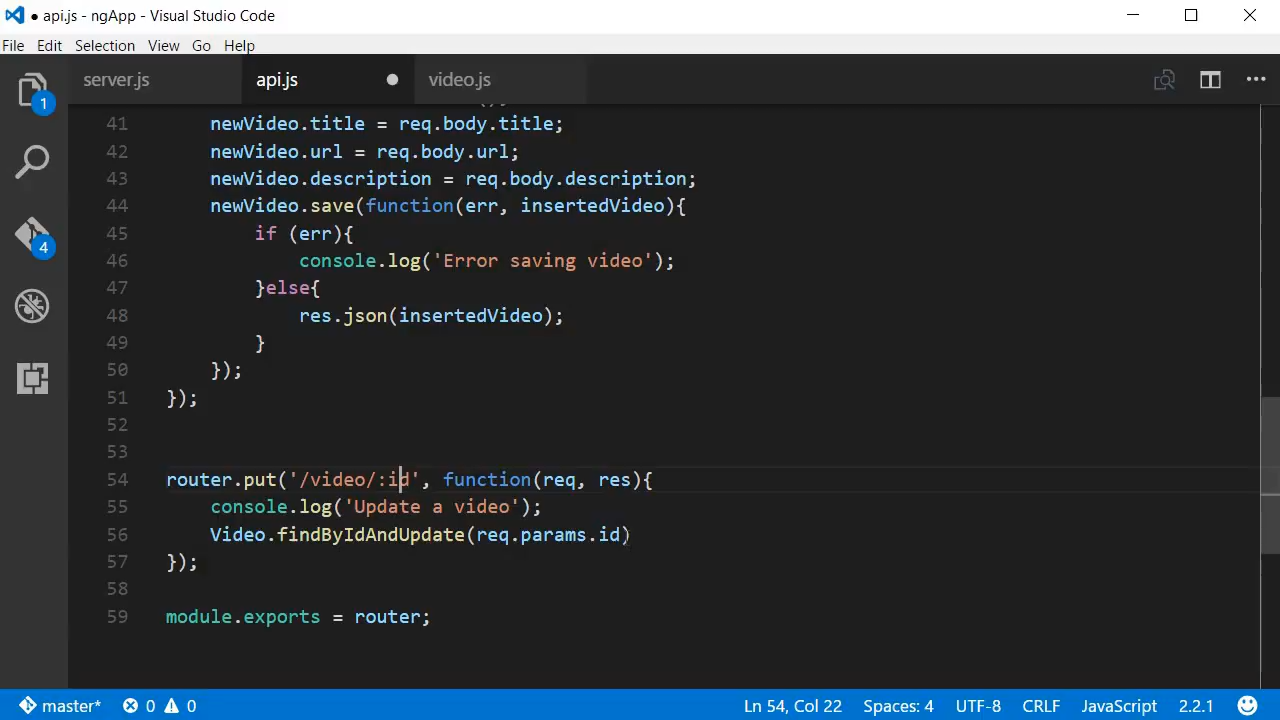 ● api.js - ngApp - Visual Studio Code
File Edit Selection View Go Help
server.js api.js ● video.js
1
4
41 newVideo.title = req.body.title;
42 newVideo.url = req.body.url;
43 newVideo.description = req.body.description;
44 newVideo.save(function(err, insertedVideo){
45 if (err){
46 console.log('Error saving video');
47 }else{
48 res.json(insertedVideo);
49 }
50 });
51 });
52
53
54 router.put('/video/:id', function(req, res){
55 console.log('Update a video');
56 Video.findByIdAndUpdate(req.params.id)
57 });
58
59 module.exports = router;
master* 0 0 Ln 54, Col 22 Spaces: 4 UTF-8 CRLF JavaScript 2.2.1